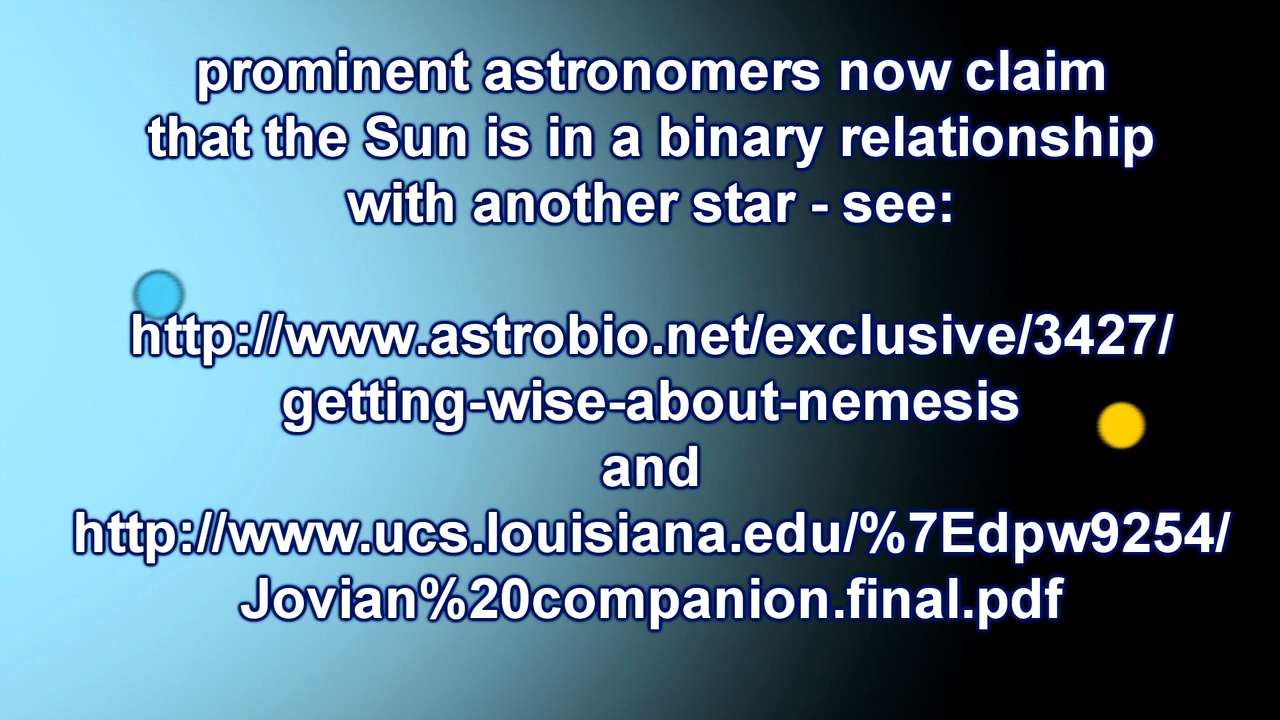 prominent astronomers now claim
that the Sun is in a binary relationship
with another star - see:
http://www.astrobio.net/exclusive/3427/
getting-wise-about-nemesis
and
http://www.ucs.louisiana.edu/%7Edpw9254/
Jovian%20companion.final.pdf